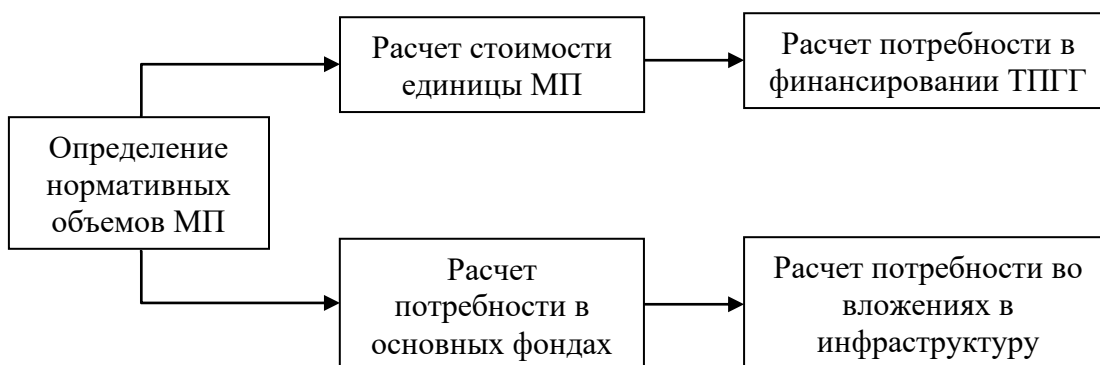 Определение
нормативных
объемов МП
Расчет стоимости
единицы МП
Расчет потребности в
финансировании ТПГГ
Расчет
потребности в
основных фондах
Расчет потребности во
вложениях в
инфраструктуру